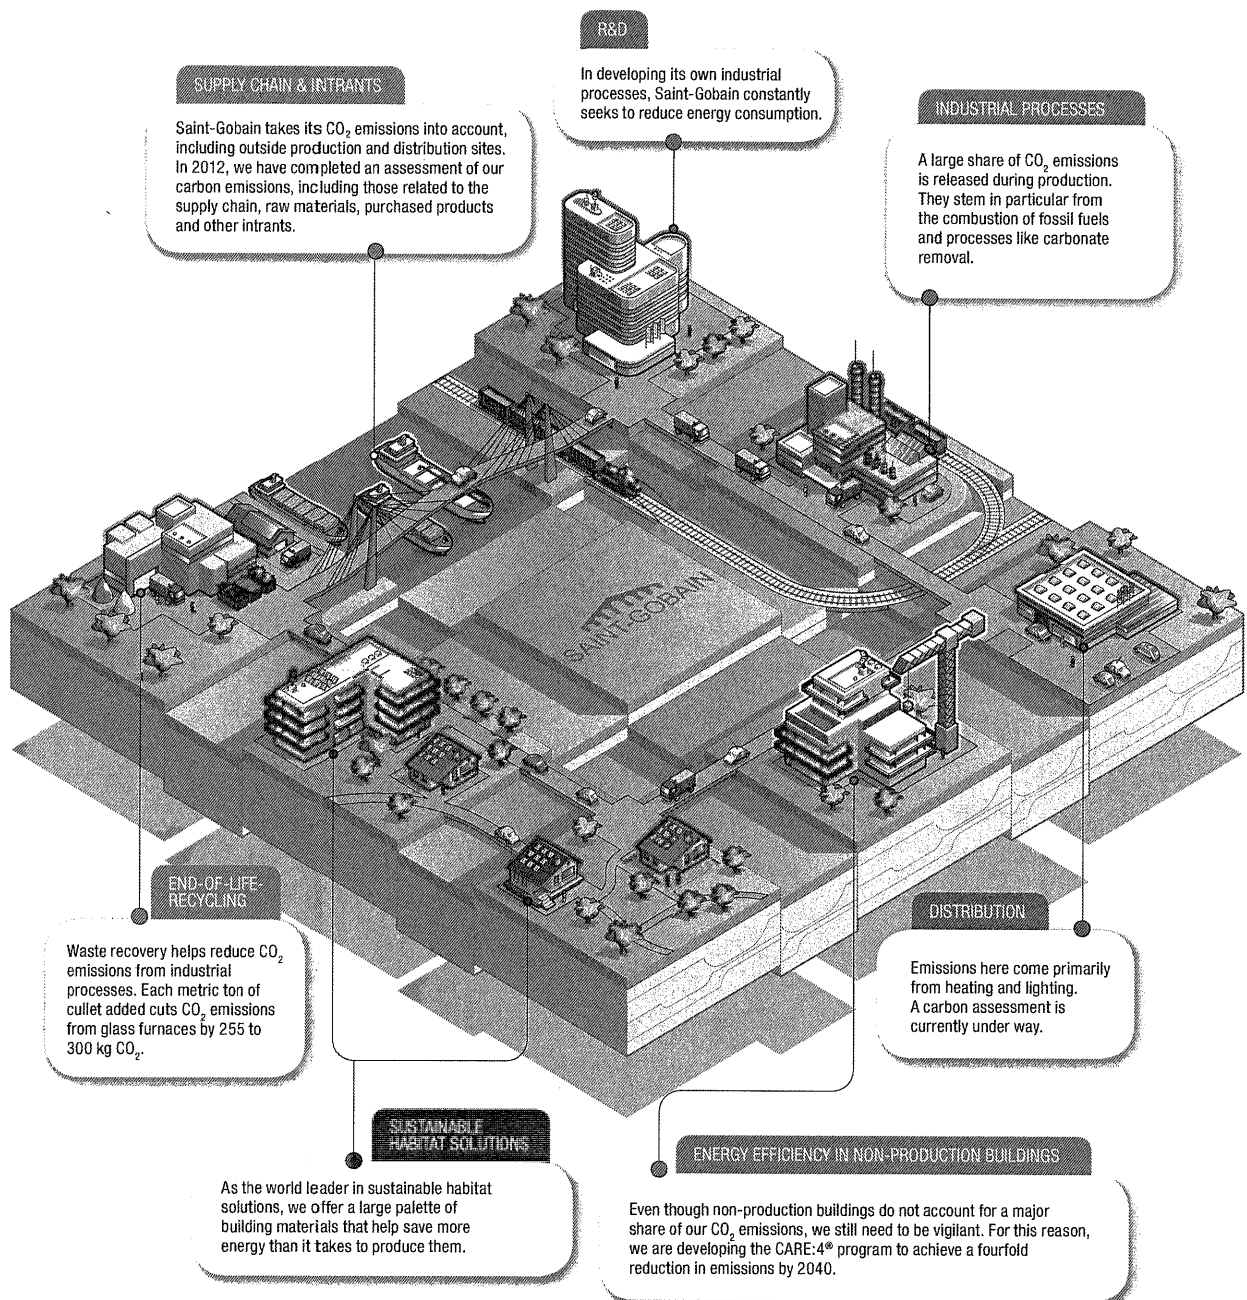 R&D
In developing its own industrial
processes, Saint-Gobain constantly
seeks to reduce energy consumption.
SUPPLY CHAIN & INTRANTS
Saint-Gobain takes its CO₂ emissions into account,
including outside production and distribution sites.
In 2012, we have completed an assessment of our
carbon emissions, including those related to the
supply chain, raw materials, purchased products
and other intrants.
INDUSTRIAL PROCESSES
A large share of CO₂ emissions
is released during production.
They stem in particular from
the combustion of fossil fuels
and processes like carbonate
removal.
SAINT-GOBAIN
END-OF-LIFE-
RECYCLING
Waste recovery helps reduce CO₂
emissions from industrial
processes. Each metric ton of
cullet added cuts CO₂ emissions
from glass furnaces by 255 to
300 kg CO₂.
DISTRIBUTION
Emissions here come primarily
from heating and lighting.
A carbon assessment is
currently under way.
SUSTAINABLE
HABITAT SOLUTIONS
As the world leader in sustainable habitat
solutions, we offer a large palette of
building materials that help save more
energy than it takes to produce them.
ENERGY EFFICIENCY IN NON-PRODUCTION BUILDINGS
Even though non-production buildings do not account for a major
share of our CO₂ emissions, we still need to be vigilant. For this reason,
we are developing the CARE:4® program to achieve a fourfold
reduction in emissions by 2040.